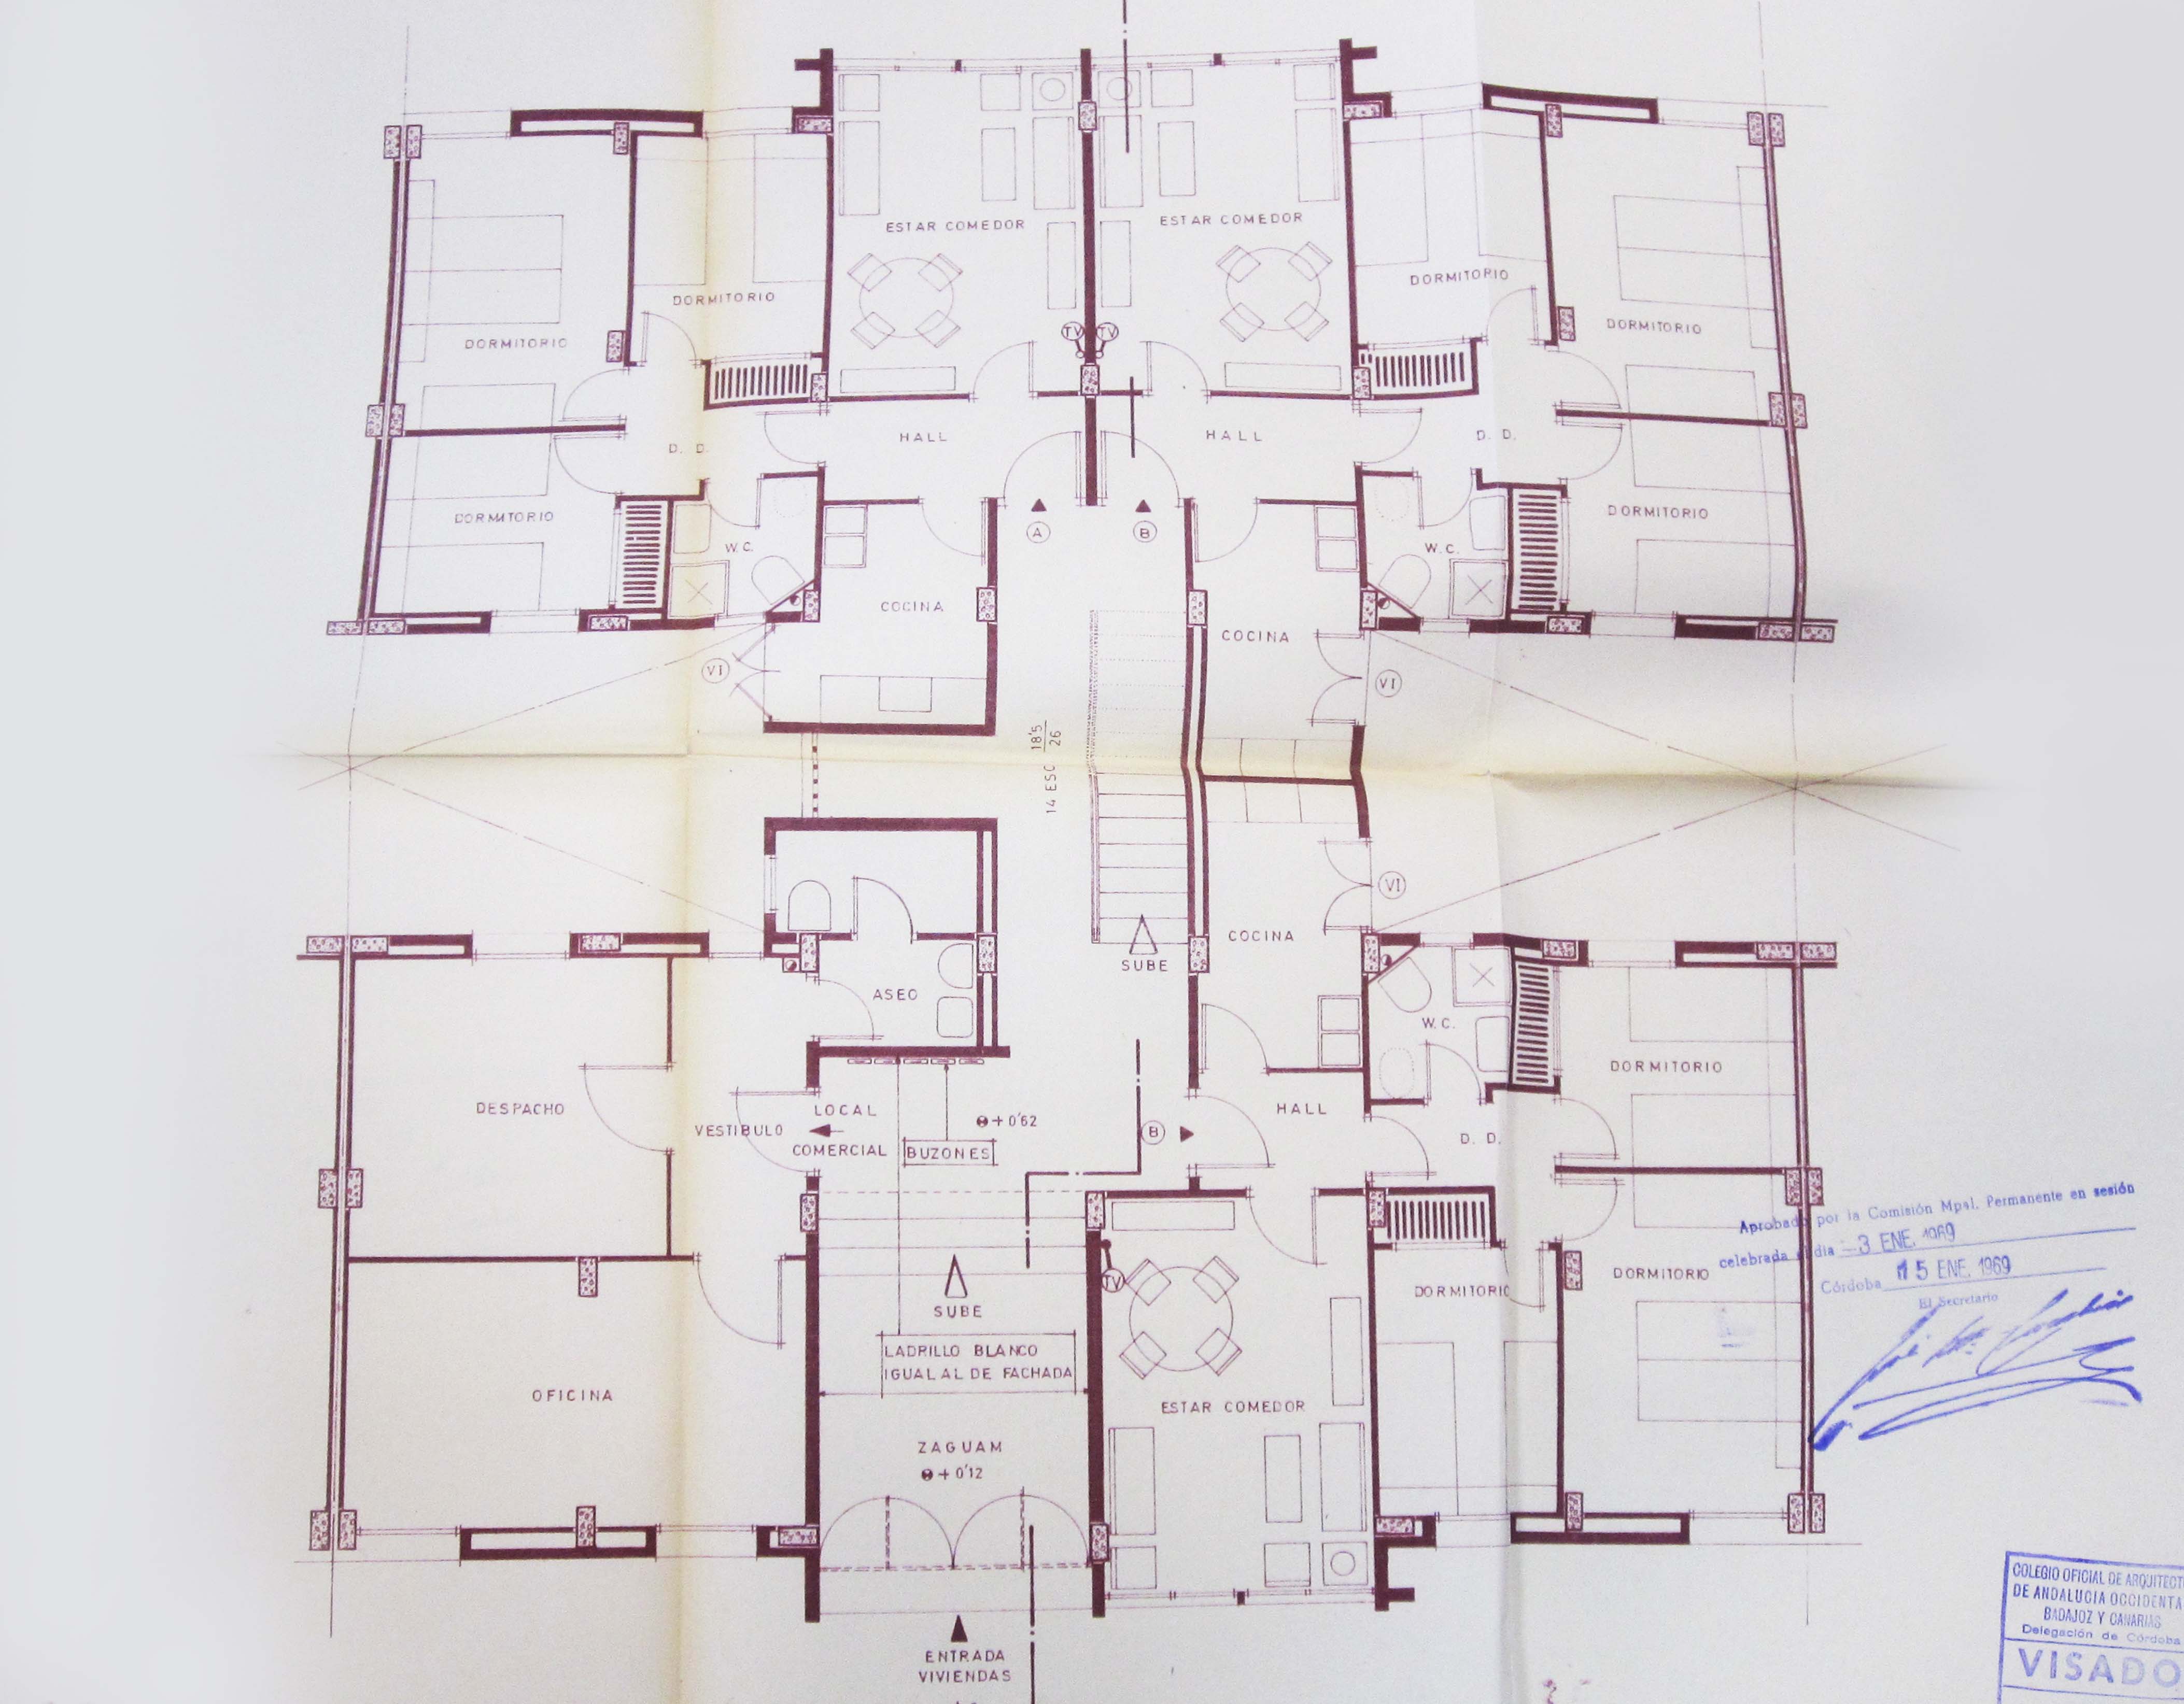 ESTAR COMEDOR
ESTAR COMEDOR
DORMITORIO
DORMITORIO
DORMITORIO
DORMITORIO
TV
TV
HALL
HALL
D. D.
D. D.
DORMITORIO
DORMITORIO
A
B
W.C.
W.C.
COCINA
COCINA
VI
VI
14 ESC 18'5
26
VI
COCINA
SUBE
ASEO
W.C.
DORMITORIO
DESPACHO
VESTIBULO
LOCAL
COMERCIAL
BUZONES
+0'62
B
HALL
D. D.
TV
DORMITORIO
DORMITORIO
SUBE
LADRILLO BLANCO
IGUAL AL DE FACHADA
OFICINA
ESTAR COMEDOR
ZAGUAM
+0'12
ENTRADA
VIVIENDAS
Aprobado por la Comisión Mpal. Permanente en sesión
celebrada el dia -3 ENE. 1969
Córdoba 15 ENE. 1969
El Secretario
COLEGIO OFICIAL DE ARQUITECT
DE ANDALUCIA OCCIDENTA
BADAJOZ Y CANARIAS
Delegación de Córdoba
VISADO